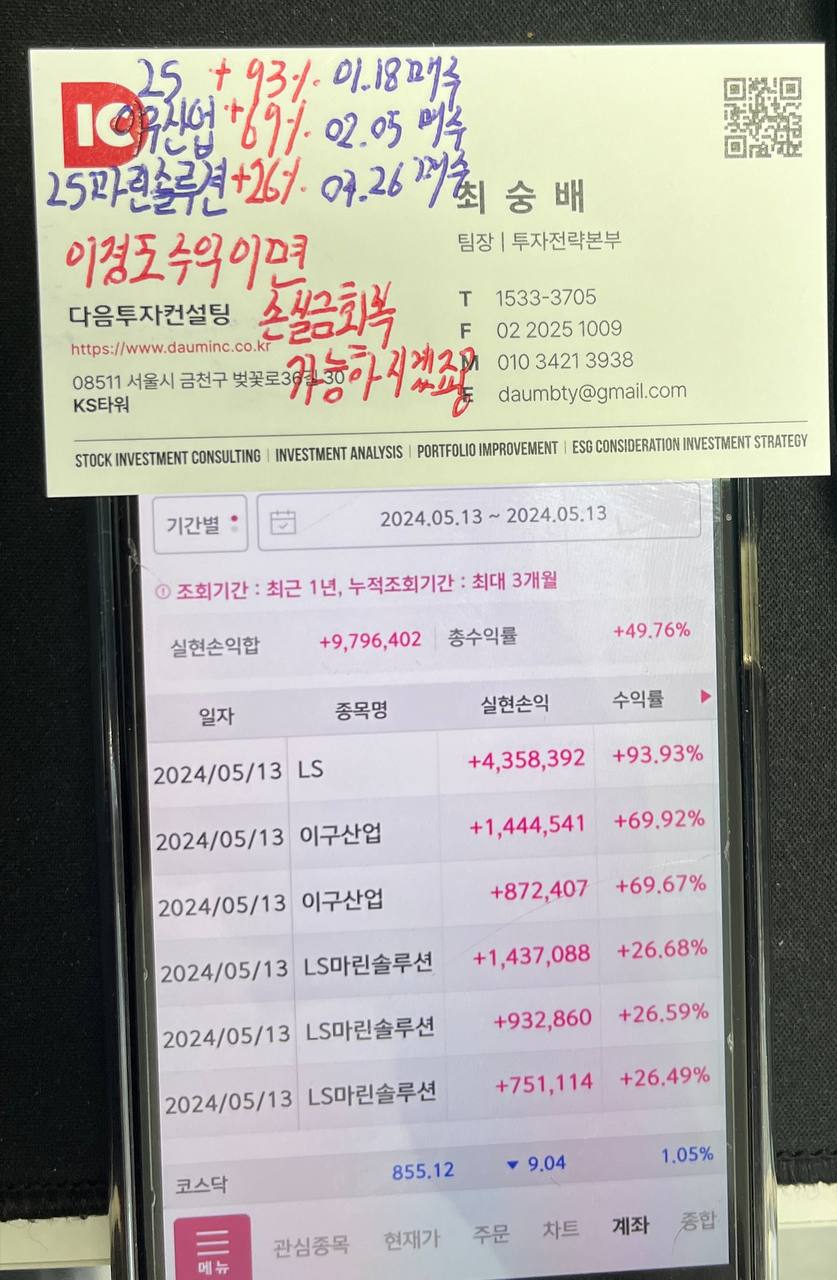 25 +93% 01.18 매수
이구산업 +69% 02.05 매수
25마린솔루션 +26% 04.26 매수
이정도 수익이면
손실금 회복
가능하시겠죠?
최 숭 배
팀장 | 투자전략본부
다음투자컨설팅
https://www.dauminc.co.kr
08511 서울시 금천구 벚꽃로36길 30
KS타워
T 1533-3705
F 02 2025 1009
M 010 3421 3938
E daumbty@gmail.com
STOCK INVESTMENT CONSULTING | INVESTMENT ANALYSIS | PORTFOLIO IMPROVEMENT | ESG CONSIDERATION INVESTMENT STRATEGY
기간별 2024.05.13 ~ 2024.05.13
조회기간 : 최근 1년, 누적조회기간 : 최대 3개월
실현손익합 +9,796,402 총수익률 +49.76%
일자 종목명 실현손익 수익률
2024/05/13 LS +4,358,392 +93.93%
2024/05/13 이구산업 +1,444,541 +69.92%
2024/05/13 이구산업 +872,407 +69.67%
2024/05/13 LS마린솔루션 +1,437,088 +26.68%
2024/05/13 LS마린솔루션 +932,860 +26.59%
2024/05/13 LS마린솔루션 +751,114 +26.49%
코스닥 855.12 ▼ 9.04 1.05%
메뉴 관심종목 현재가 주문 차트 계좌 종합